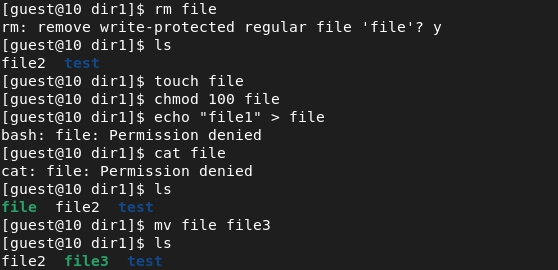 [guest@10 dir1]$ rm file
rm: remove write-protected regular file 'file'? y
[guest@10 dir1]$ ls
file2  test
[guest@10 dir1]$ touch file
[guest@10 dir1]$ chmod 100 file
[guest@10 dir1]$ echo "file1" > file
bash: file: Permission denied
[guest@10 dir1]$ cat file
cat: file: Permission denied
[guest@10 dir1]$ ls
file  file2  test
[guest@10 dir1]$ mv file file3
[guest@10 dir1]$ ls
file2  file3  test